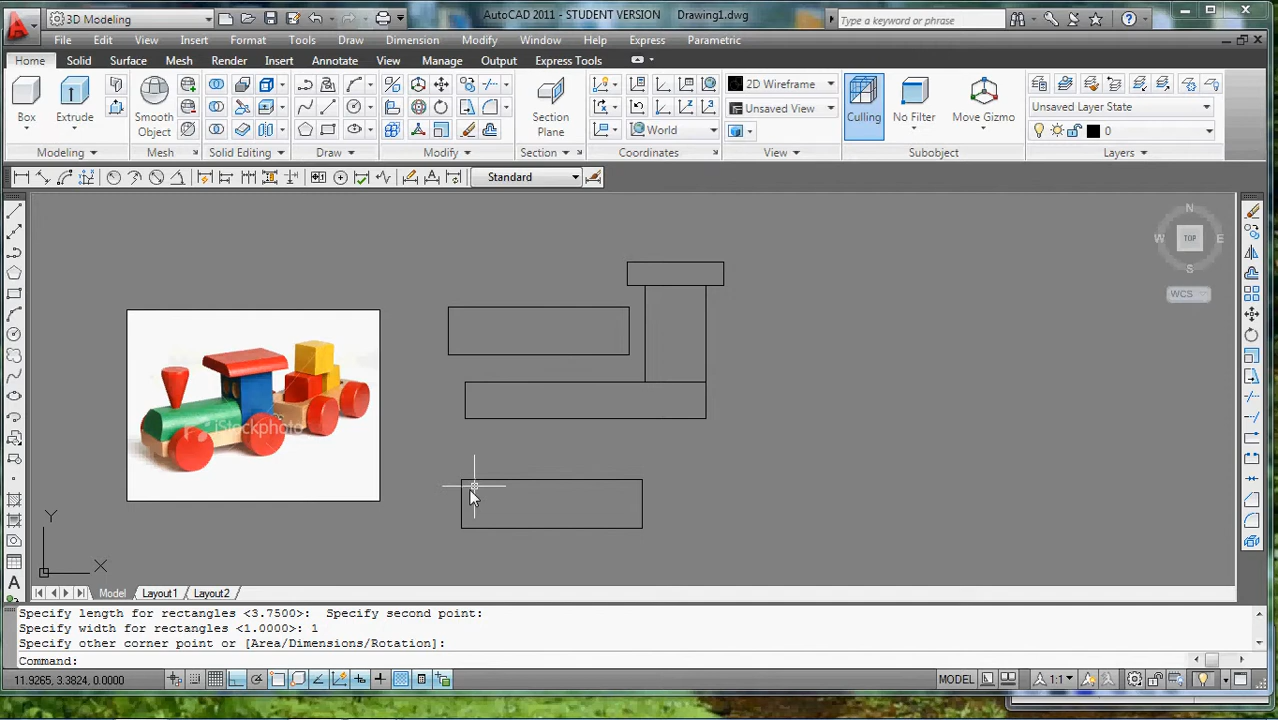 3D Modeling
AutoCAD 2011 - STUDENT VERSION Drawing1.dwg
Type a keyword or phrase
File Edit View Insert Format Tools Draw Dimension Modify Window Help Express Parametric
Home Solid Surface Mesh Render Insert Annotate View Manage Output Express Tools
Box
Extrude
Smooth
Object
Section
Plane
2D Wireframe
Unsaved View
World
Culling
No Filter
Move Gizmo
Unsaved Layer State
0
Modeling Mesh Solid Editing Draw Modify Section Coordinates View Subobject Layers
Standard
N
W TOP E
S
WCS
iStockphoto
Y
X
A
Model Layout1 Layout2
Specify length for rectangles <3.7500>:  Specify second point:
Specify width for rectangles <1.0000>: 1
Specify other corner point or [Area/Dimensions/Rotation]:
Command:
11.9265, 3.3824, 0.0000
MODEL
1:1